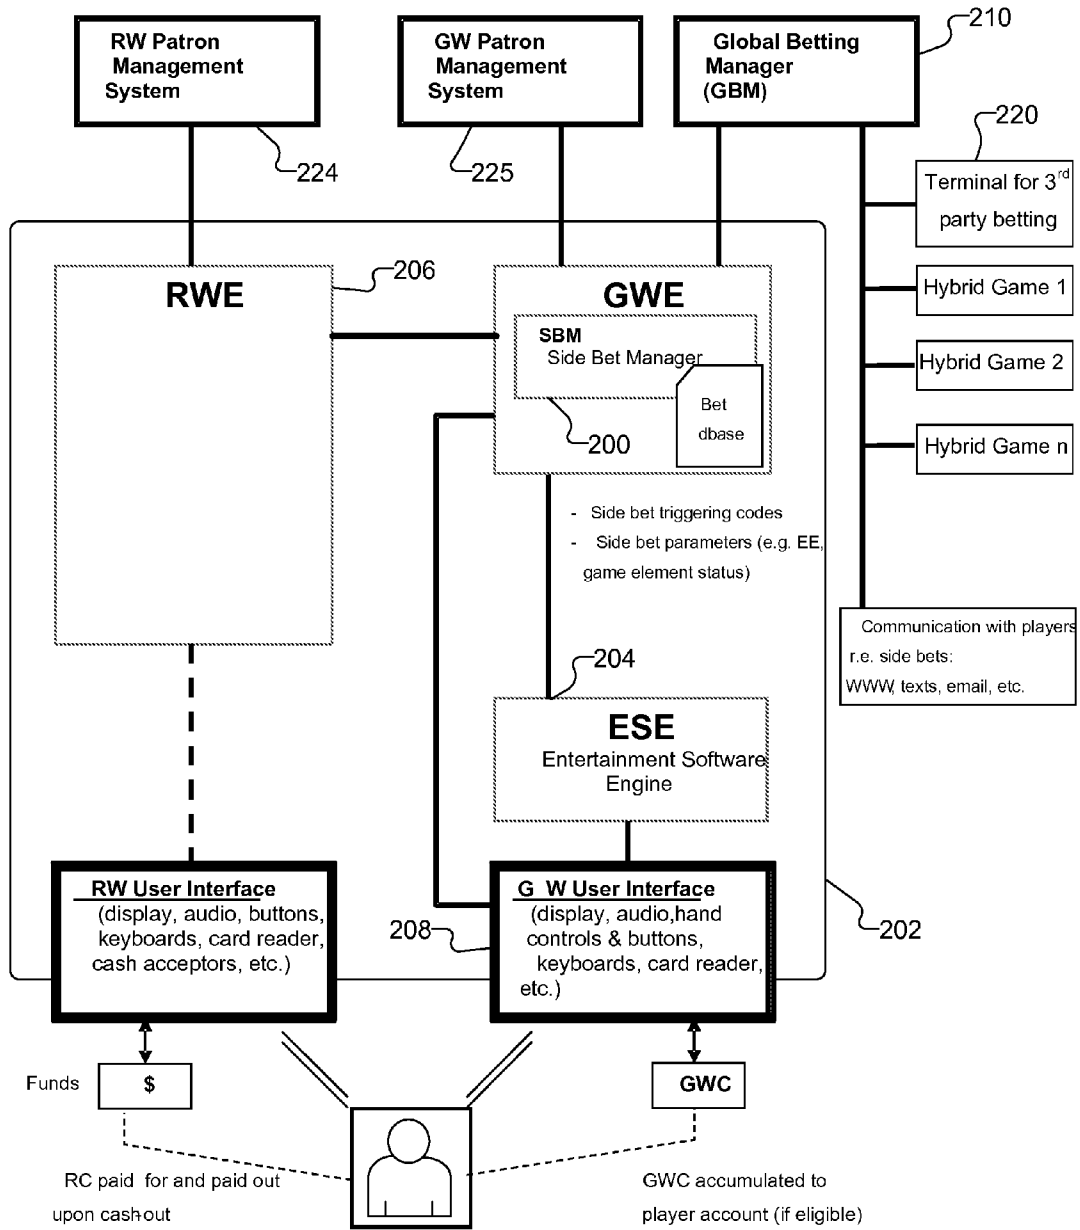 RW Patron
Management
System
GW Patron
Management
System
Global Betting
Manager
(GBM)
210
224
225
220
Terminal for 3rd
party betting
206
RWE
GWE
Hybrid Game 1
SBM
Side Bet Manager
Hybrid Game 2
Bet
dbase
200
Hybrid Game n
- Side bet triggering codes
- Side bet parameters (e.g. EE,
game element status)
Communication with players
r.e. side bets:
WWW, texts, email, etc.
204
ESE
Entertainment Software
Engine
RW User Interface
(display, audio, buttons,
keyboards, card reader,
cash acceptors, etc.)
G W User Interface
(display, audio,hand
controls & buttons,
keyboards, card reader,
etc.)
208
202
Funds
$
GWC
RC paid for and paid out
upon cash-out
GWC accumulated to
player account (if eligible)